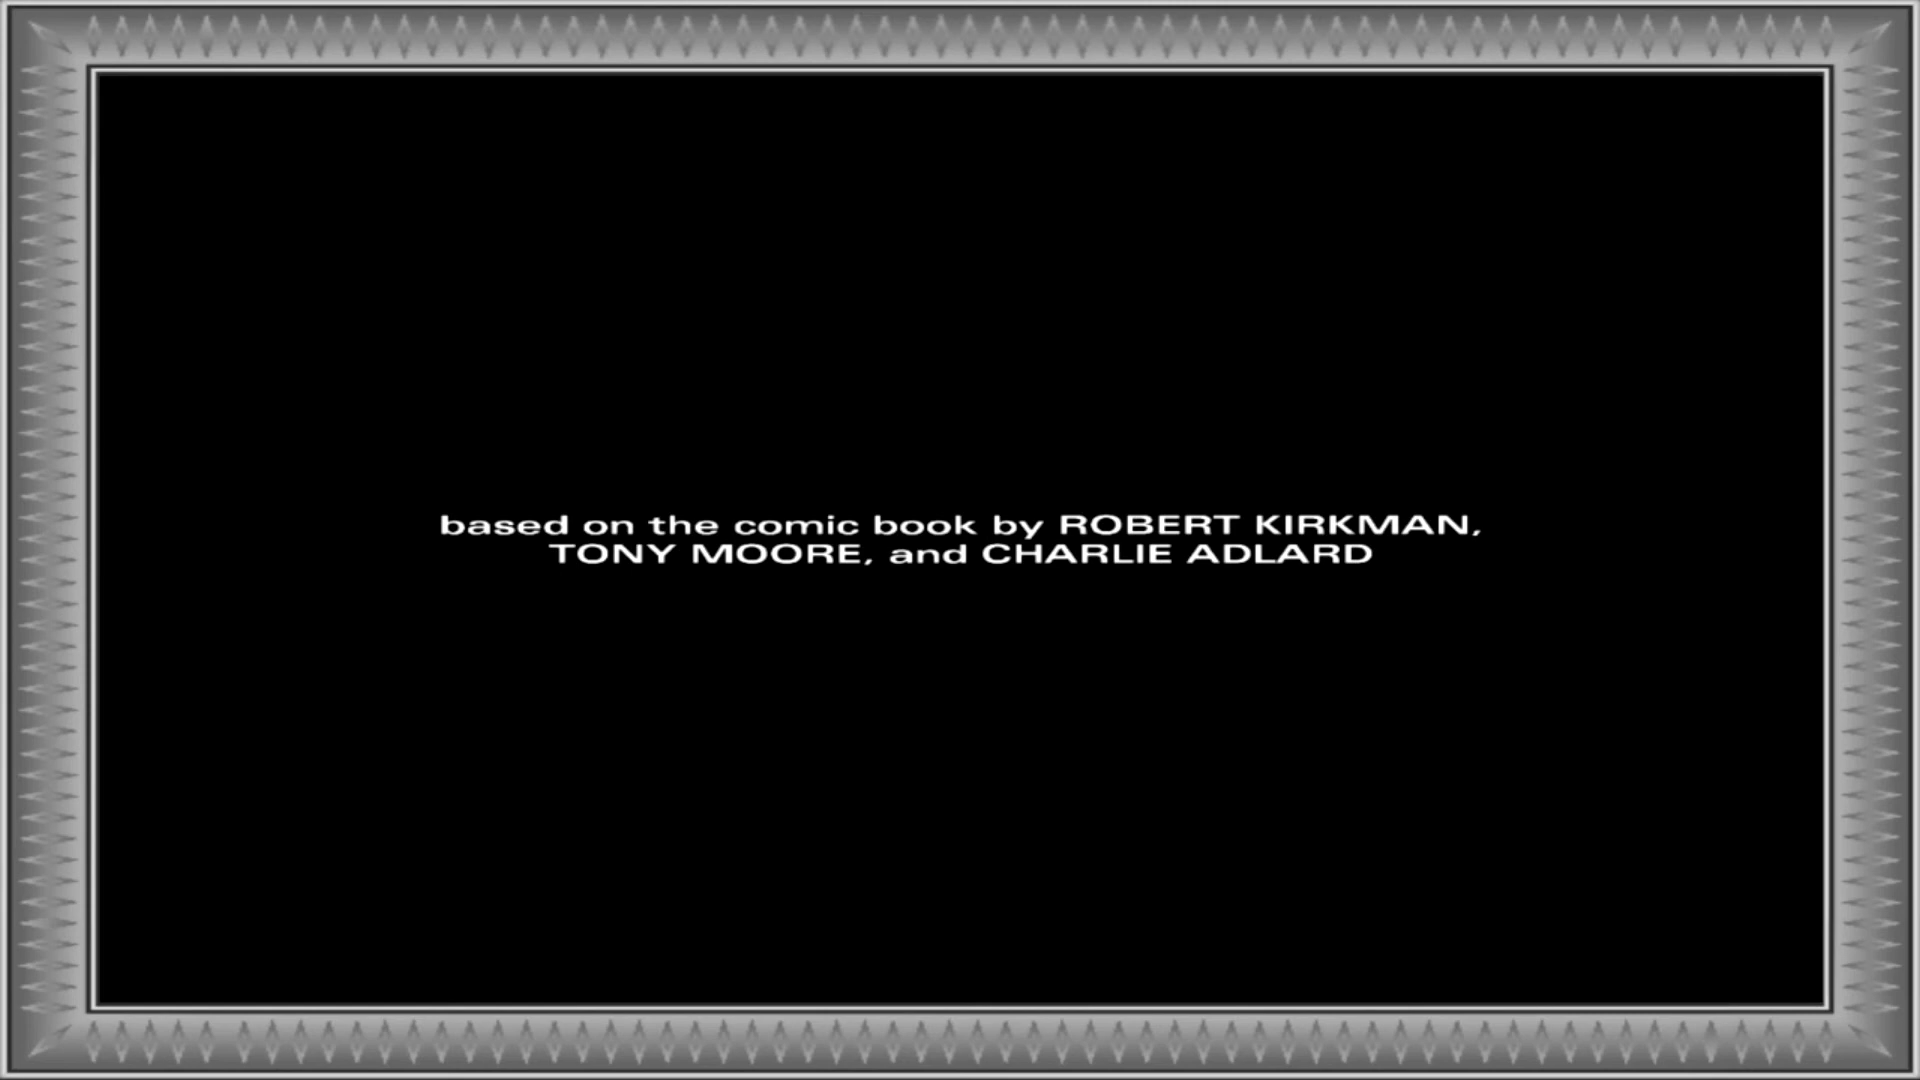 based on the comic book by ROBERT KIRKMAN,
TONY MOORE, and CHARLIE ADLARD